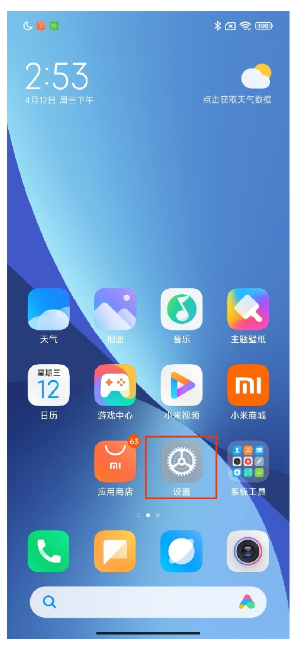 100
2:53
4月12日 周三下午
点击获取天气数据
天气
相册
音乐
主题壁纸
星期三
12
日历
游戏中心
小米视频
小米商城
63
应用商店
设置
系统工具